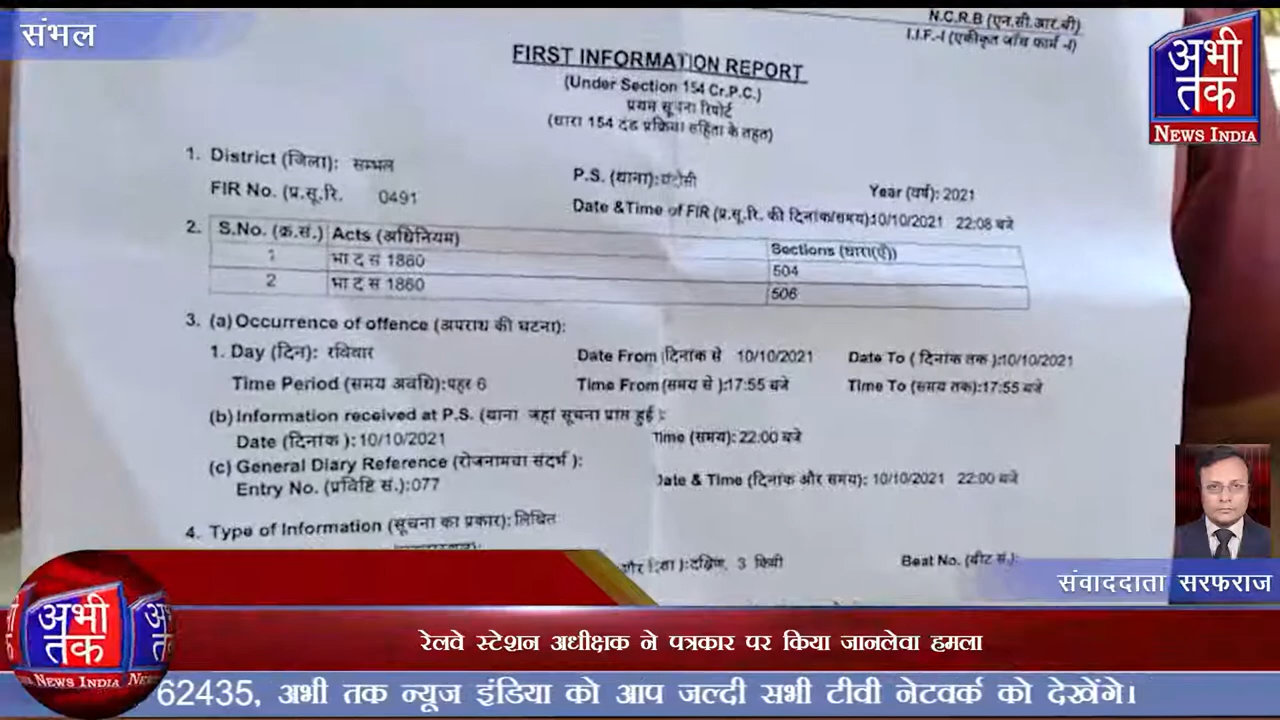 संभल
N.C.R.B (एन.सी.आर.बी)
I.I.F.-I (एकीकृत जाँच फार्म -I)
अभी
तक
NEWS INDIA
FIRST INFORMATION REPORT
(Under Section 154 Cr.P.C.)
प्रथम सूचना रिपोर्ट
(धारा 154 दंड प्रक्रिया संहिता के तहत)
1. District (जिला): सम्भल P.S. (थाना): Year (वर्ष): 2021
FIR No. (प्र.सू.रि. 0491 Date &Time of FIR (प्र.सू.रि. की दिनांक/समय):10/10/2021 22:08 बजे
2. S.No. (क्र.सं.) Acts (अधिनियम) Sections (धारा(एँ))
1 भा द स 1860 504
2 भा द स 1860 506
3. (a) Occurrence of offence (अपराध की घटना):
1. Day (दिन): रविवार Date From (दिनांक से 10/10/2021 Date To ( दिनांक तक ):10/10/2021
Time Period (समय अवधि):पहर 6 Time From (समय से ):17:55 बजे Time To (समय तक):17:55 बजे
(b) Information received at P.S. (थाना जहां सूचना प्राप्त हुई ):
Date (दिनांक ): 10/10/2021 Time (समय): 22:00 बजे
(c) General Diary Reference (रोजनामचा संदर्भ ):
Entry No. (प्रविष्टि सं.):077 Date & Time (दिनांक और समय): 10/10/2021 22:00 बजे
4. Type of Information (सूचना का प्रकार): लिखित
और दिशा ):दक्षिण, 3 किमी Beat No. (बीट सं.):
संवाददाता सरफराज
अभी
तक
NEWS INDIA
रेलवे स्टेशन अधीक्षक ने पत्रकार पर किया जानलेवा हमला
62435, अभी तक न्यूज इंडिया को आप जल्दी सभी टीवी नेटवर्क को देखेंगे।